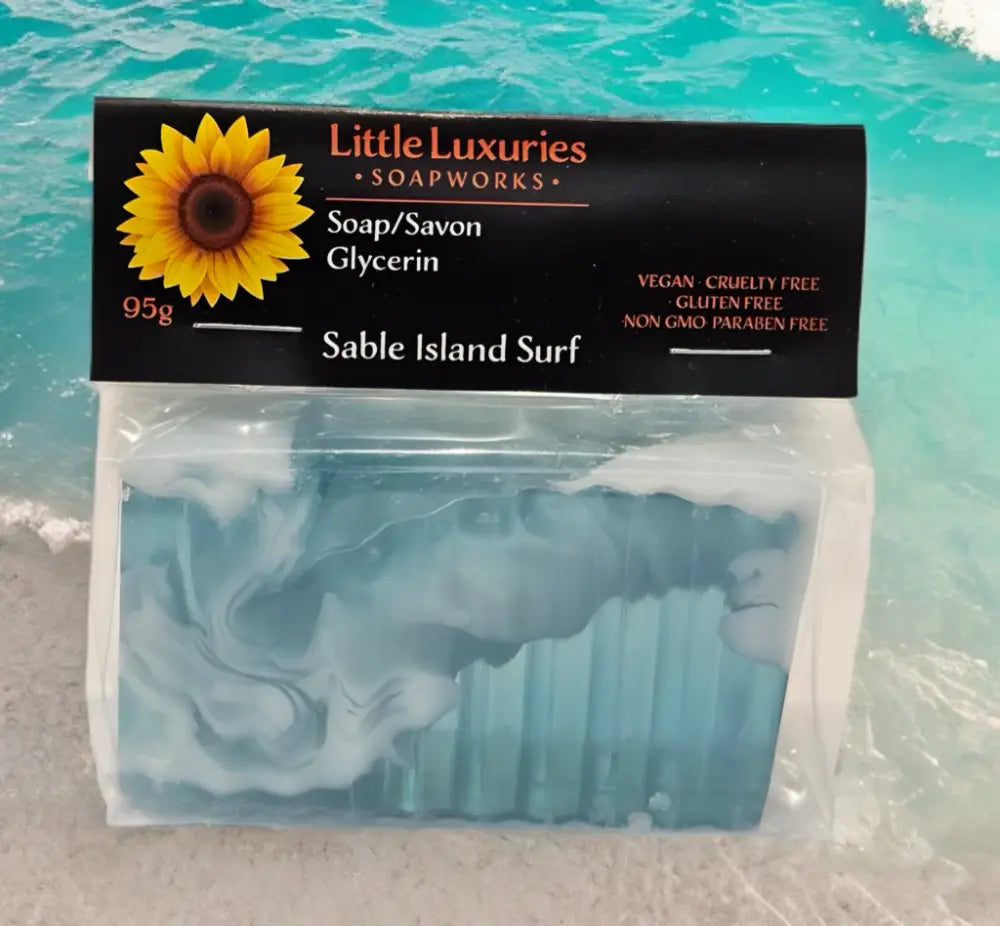 Little Luxuries
• SOAPWORKS •
Soap/Savon
Glycerin
95g
Sable Island Surf
VEGAN · CRUELTY FREE
· GLUTEN FREE
·NON GMO· PARABEN FREE